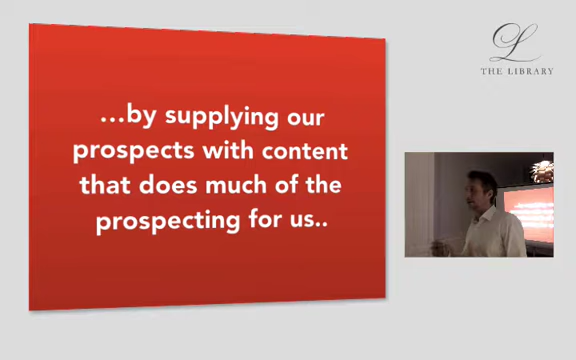 ...by supplying our
prospects with content
that does much of the
prospecting for us..
L
THE LIBRARY